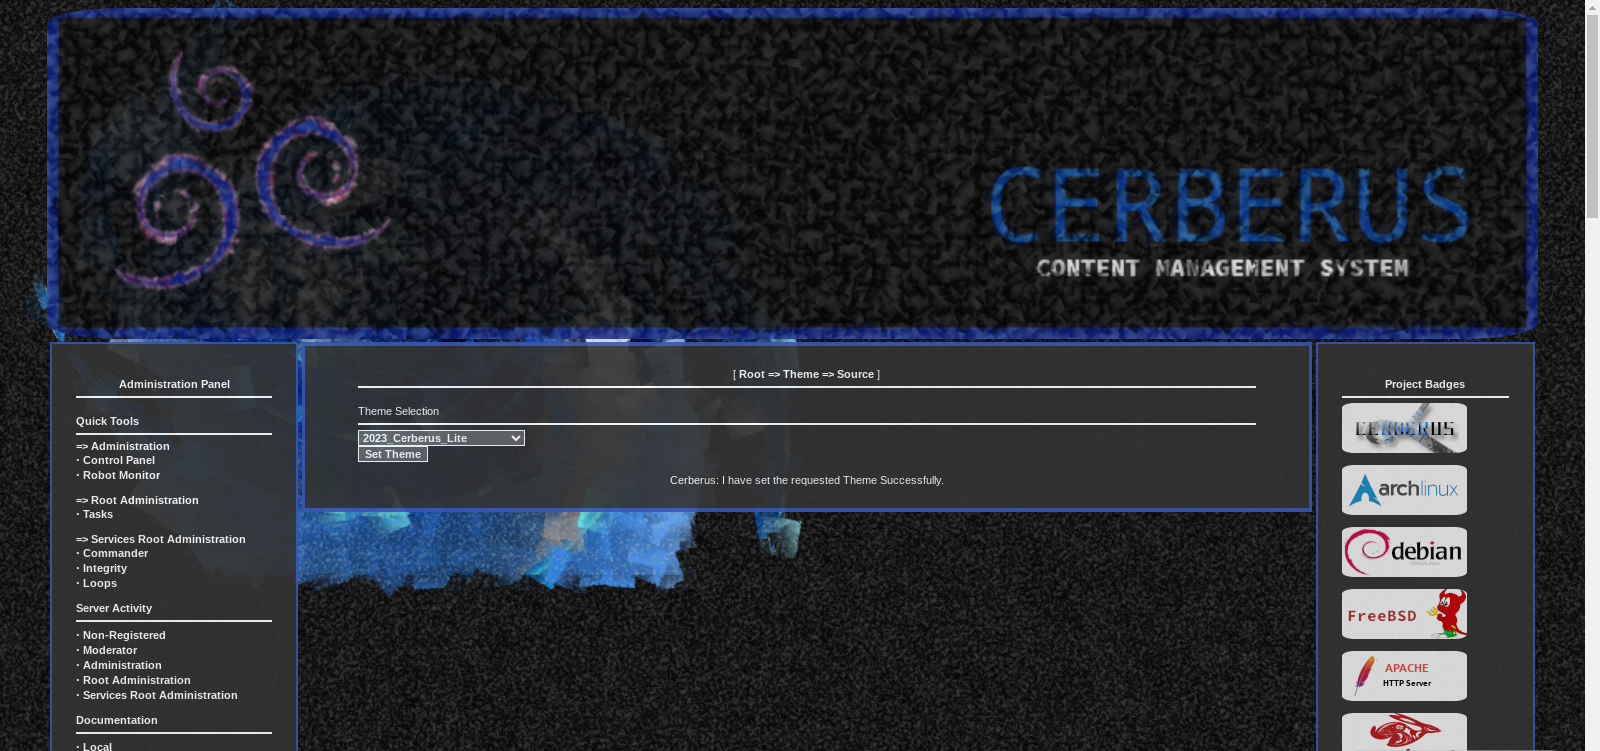 CERBERUS
CONTENT MANAGEMENT SYSTEM
Administration Panel
Quick Tools
=> Administration
· Control Panel
· Robot Monitor
=> Root Administration
· Tasks
=> Services Root Administration
· Commander
· Integrity
· Loops
Server Activity
· Non-Registered
· Moderator
· Administration
· Root Administration
· Services Root Administration
Documentation
· Local
[ Root => Theme => Source ]
Theme Selection
2023_Cerberus_Lite
Set Theme
Cerberus: I have set the requested Theme Successfully.
Project Badges
CERBERUS
archlinux
debian
FreeBSD
APACHE
HTTP Server